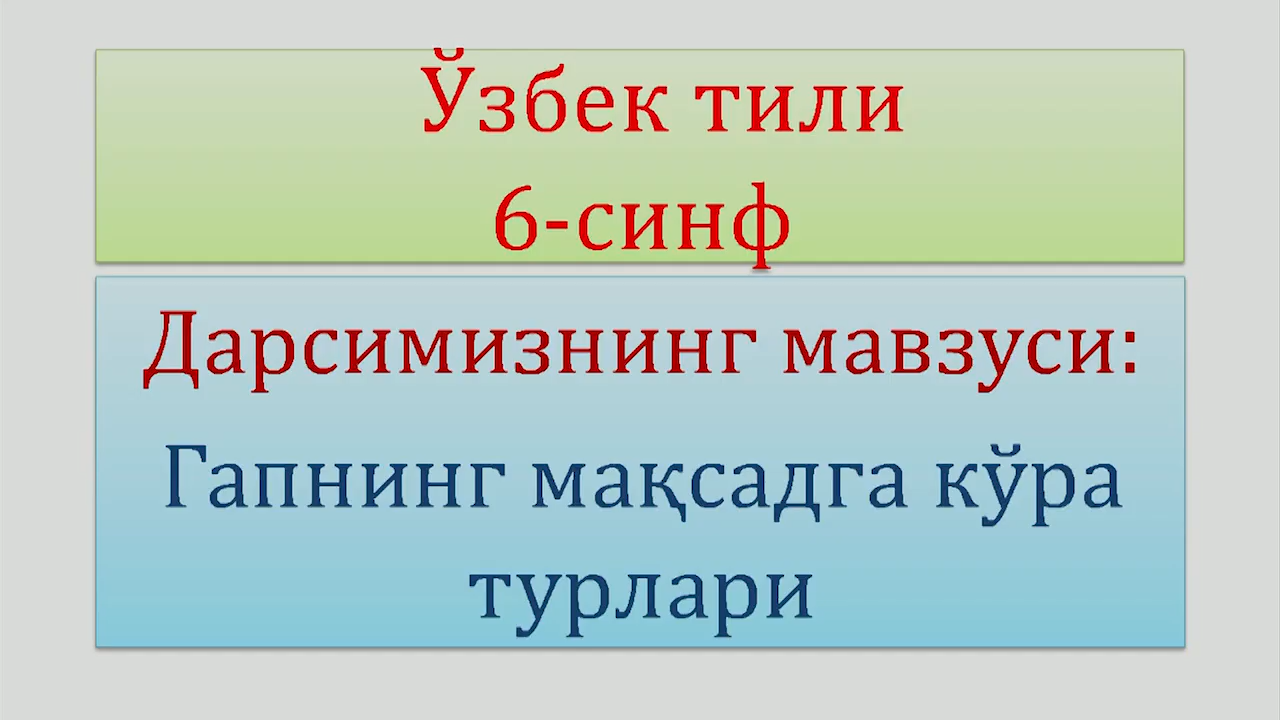 Ўзбек тили
6-синф
Дарсимизнинг мавзуси:
Гапнинг мақсадга кўра
турлари